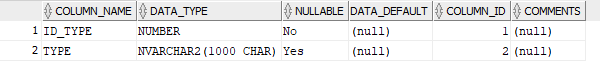 COLUMN_NAME DATA_TYPE NULLABLE DATA_DEFAULT COLUMN_ID COMMENTS
1 ID_TYPE NUMBER No (null) 1 (null)
2 TYPE NVARCHAR2(1000 CHAR) Yes (null) 2 (null)